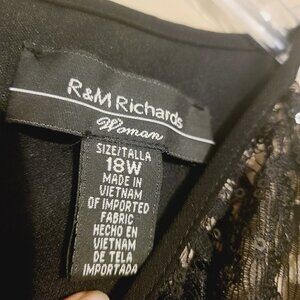 R&M Richards
Woman
SIZE/TALLA
18W
MADE IN
VIETNAM
OF IMPORTED
FABRIC
HECHO EN
VIETNAM
DE TELA
IMPORTADA